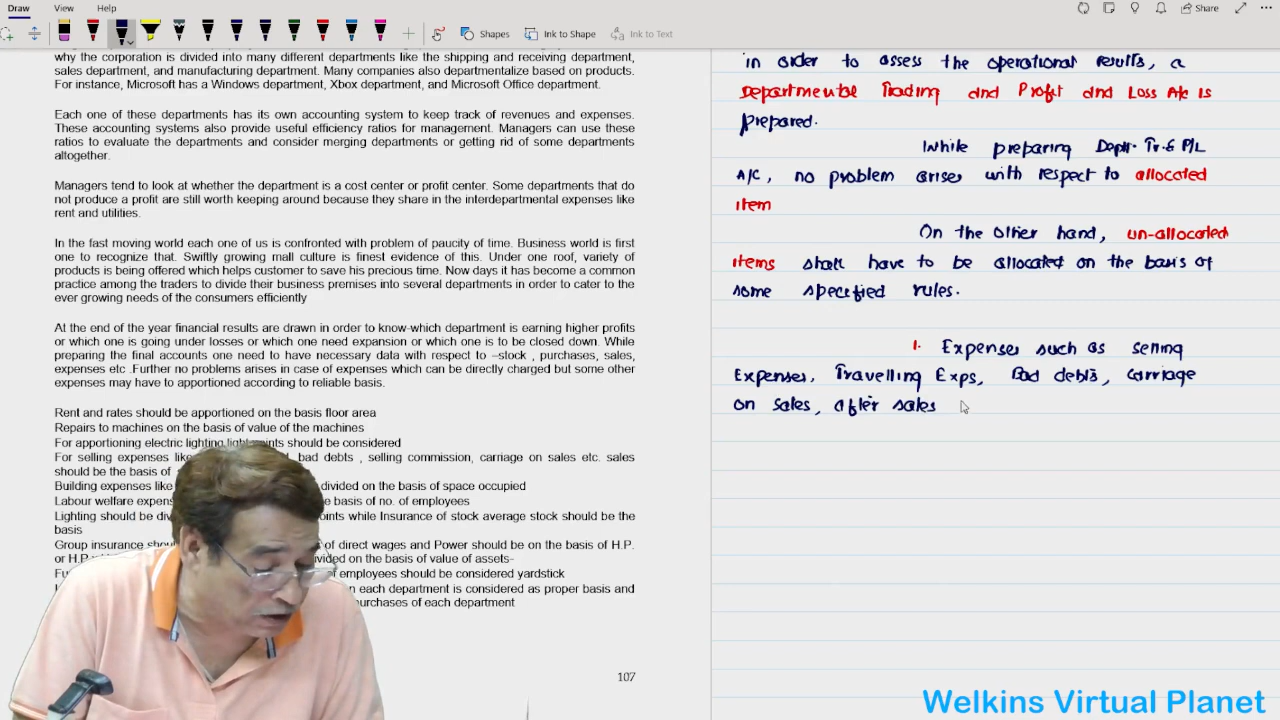 Draw View Help
Share
Shapes Ink to Shape Ink to Text
why the corporation is divided into many different departments like the shipping and receiving department,
sales department, and manufacturing department. Many companies also departmentalize based on products.
For instance, Microsoft has a Windows department, Xbox department, and Microsoft Office department.
Each one of these departments has its own accounting system to keep track of revenues and expenses.
These accounting systems also provide useful efficiency ratios for management. Managers can use these
ratios to evaluate the departments and consider merging departments or getting rid of some departments
altogether.
Managers tend to look at whether the department is a cost center or profit center. Some departments that do
not produce a profit are still worth keeping around because they share in the interdepartmental expenses like
rent and utilities.
In the fast moving world each one of us is confronted with problem of paucity of time. Business world is first
one to recognize that. Swiftly growing mall culture is finest evidence of this. Under one roof, variety of
products is being offered which helps customer to save his precious time. Now days it has become a common
practice among the traders to divide their business premises into several departments in order to cater to the
ever growing needs of the consumers efficiently
At the end of the year financial results are drawn in order to know-which department is earning higher profits
or which one is going under losses or which one need expansion or which one is to be closed down. While
preparing the final accounts one need to have necessary data with respect to –stock , purchases, sales,
expenses etc .Further no problems arises in case of expenses which can be directly charged but some other
expenses may have to apportioned according to reliable basis.
Rent and rates should be apportioned on the basis floor area
Repairs to machines on the basis of value of the machines
For apportioning electric lighting light points should be considered
For selling expenses bad debts , selling commission, carriage on sales etc. sales
should be the basis of
Building expenses like divided on the basis of space occupied
Labour welfare basis of no. of employees
Lighting should be while Insurance of stock average stock should be the
basis
Group insurance of direct wages and Power should be on the basis of H.P.
or H.P. on the basis of value of assets-
of employees should be considered yardstick
each department is considered as proper basis and
purchases of each department
107
in order to assess the operational results, a
Departmental Trading and Profit and Loss A/c is
prepared.
While preparing Deptt. Tr. & P/L
A/C, no problem arises with respect to allocated
item
On the other hand, un-allocated
items shall have to be allocated on the basis of
some specified rules.
1. Expenses such as selling
Expenses, Travelling Exps, Bad debts, carriage
on sales, after sales
Welkins Virtual Planet